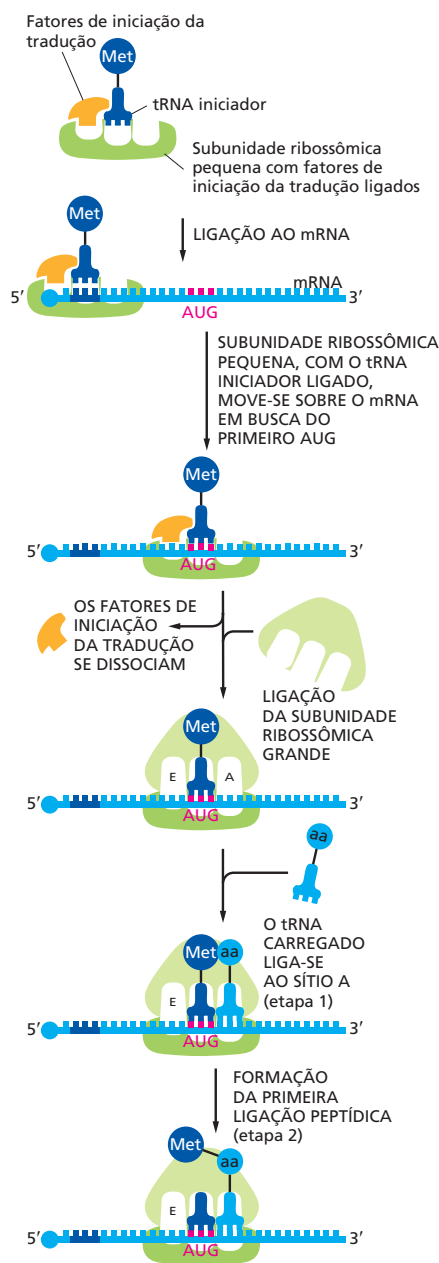 Fatores de iniciação da
tradução
Met
tRNA iniciador
Subunidade ribossômica
pequena com fatores de
iniciação da tradução ligados
Met
LIGAÇÃO AO mRNA
mRNA
5′
3′
AUG
SUBUNIDADE RIBOSSÔMICA
PEQUENA, COM O tRNA
INICIADOR LIGADO,
MOVE-SE SOBRE O mRNA
EM BUSCA DO
PRIMEIRO AUG
Met
5′
3′
AUG
OS FATORES DE
INICIAÇÃO
DA TRADUÇÃO
SE DISSOCIAM
LIGAÇÃO
DA SUBUNIDADE
RIBOSSÔMICA
GRANDE
Met
E
A
5′
3′
AUG
aa
O tRNA
CARREGADO
LIGA-SE
AO SÍTIO A
(etapa 1)
Met
aa
E
5′
3′
AUG
FORMAÇÃO
DA PRIMEIRA
LIGAÇÃO PEPTÍDICA
(etapa 2)
Met
aa
E
5′
3′
AUG